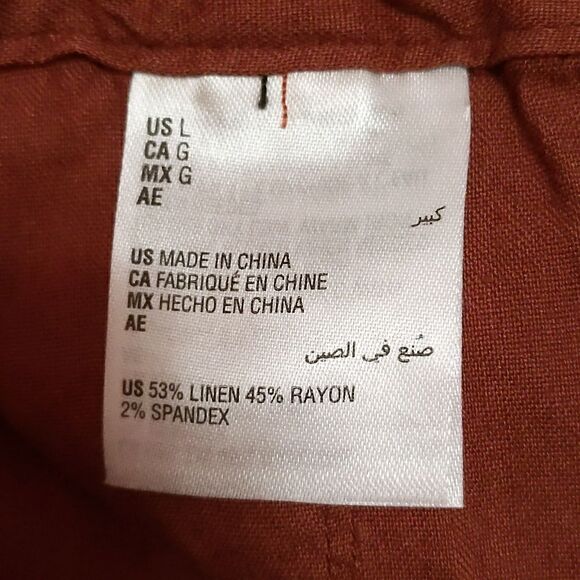 US L
CA G
MX G
AE
كبير
US MADE IN CHINA
CA FABRIQUÉ EN CHINE
MX HECHO EN CHINA
AE
صُنع في الصين
US 53% LINEN 45% RAYON
2% SPANDEX